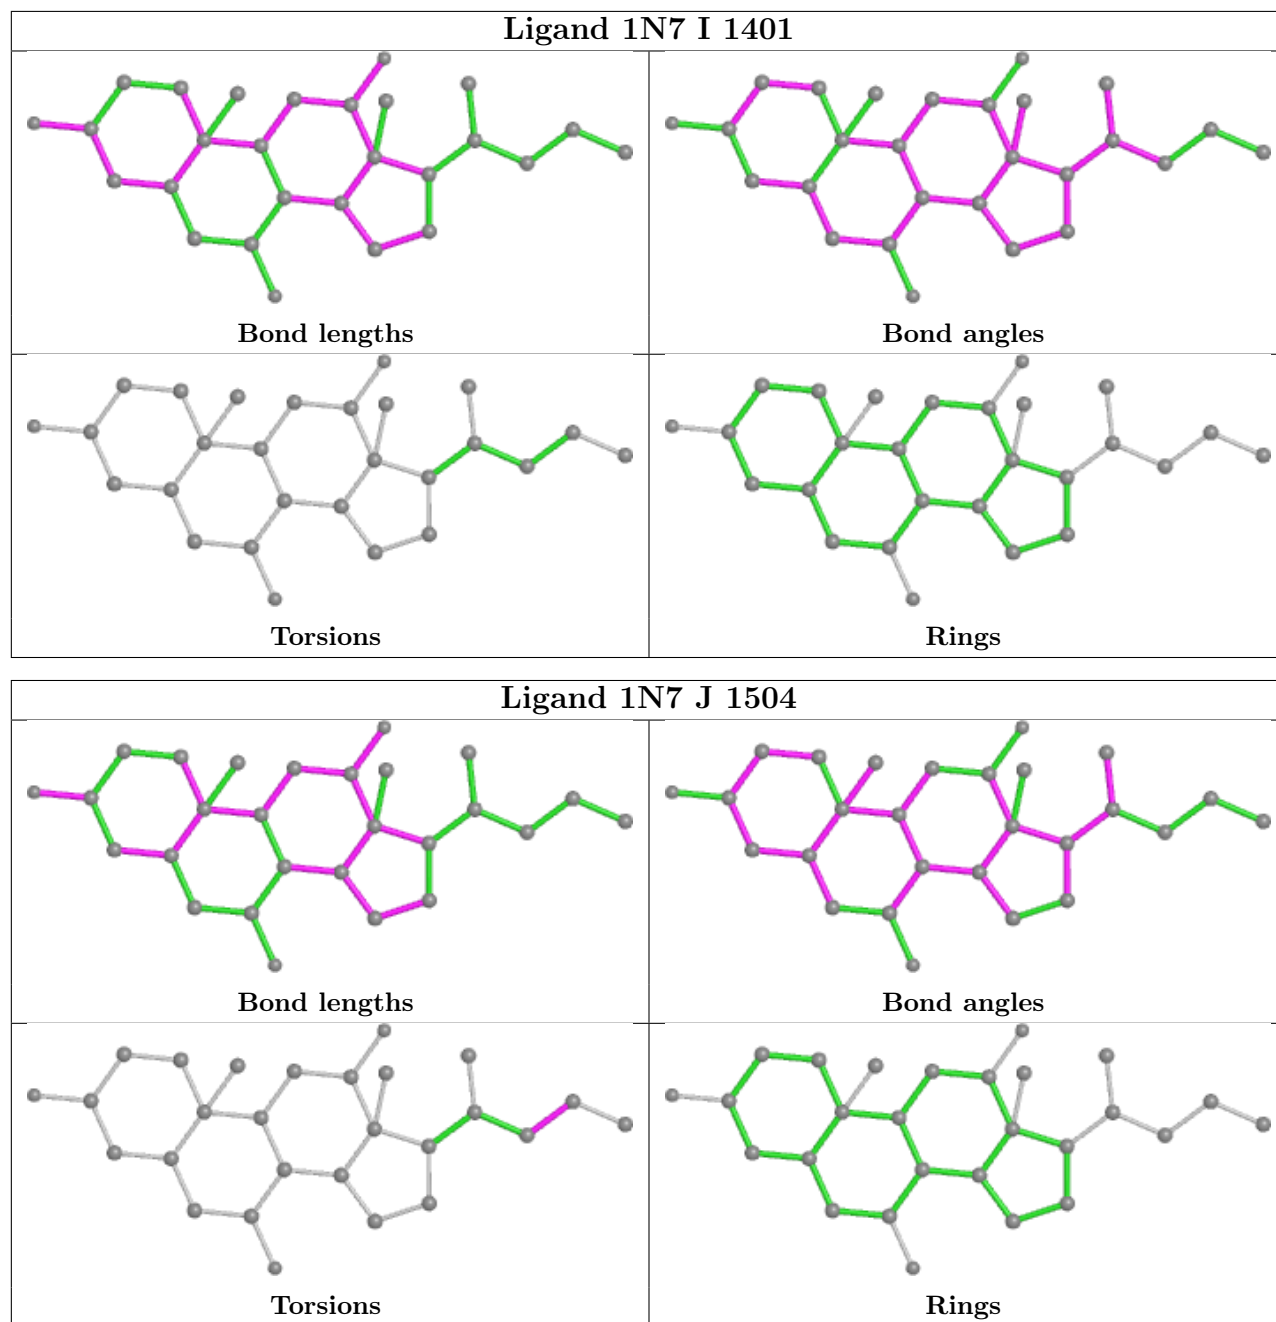 Ligand 1N7 I 1401
Bond lengths
Bond angles
Torsions
Rings
Ligand 1N7 J 1504
Bond lengths
Bond angles
Torsions
Rings